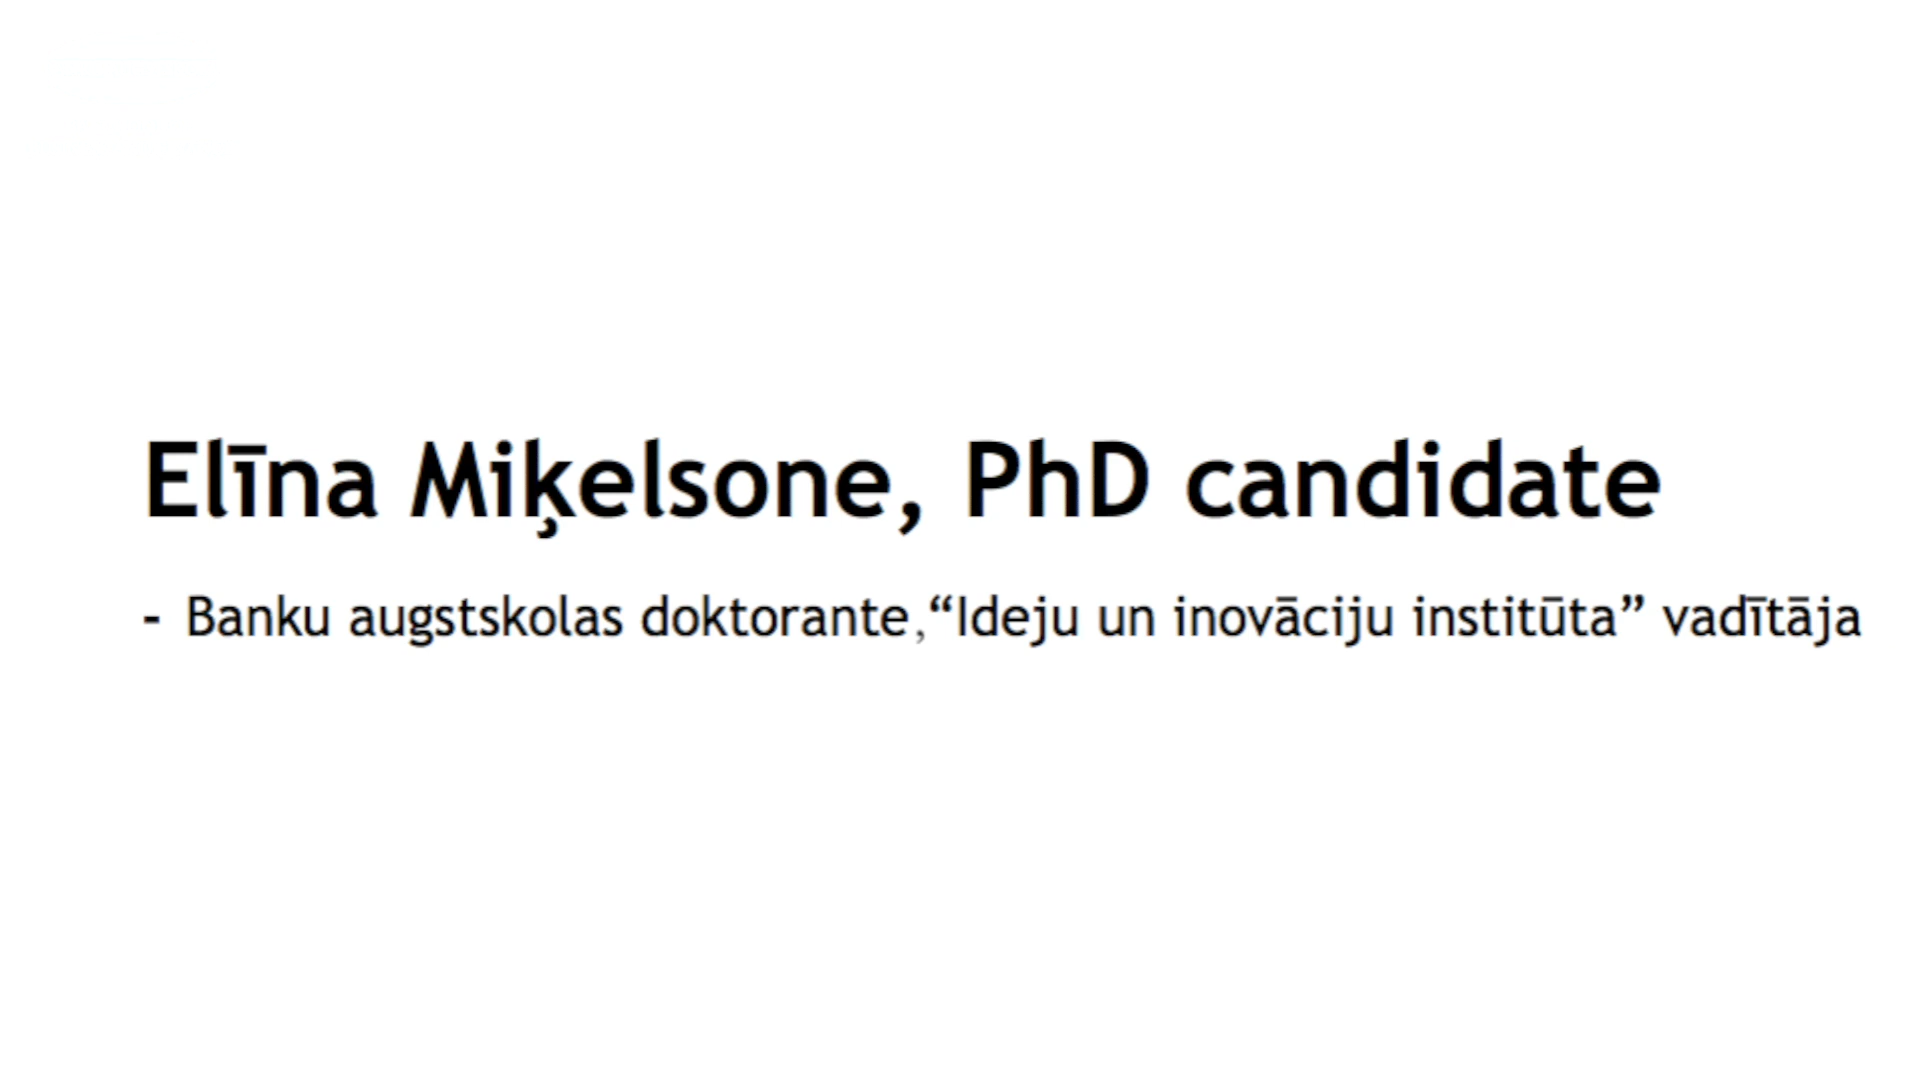 Elīna Miķelsone, PhD candidate
- Banku augstskolas doktorante,“Ideju un inovāciju institūta” vadītāja